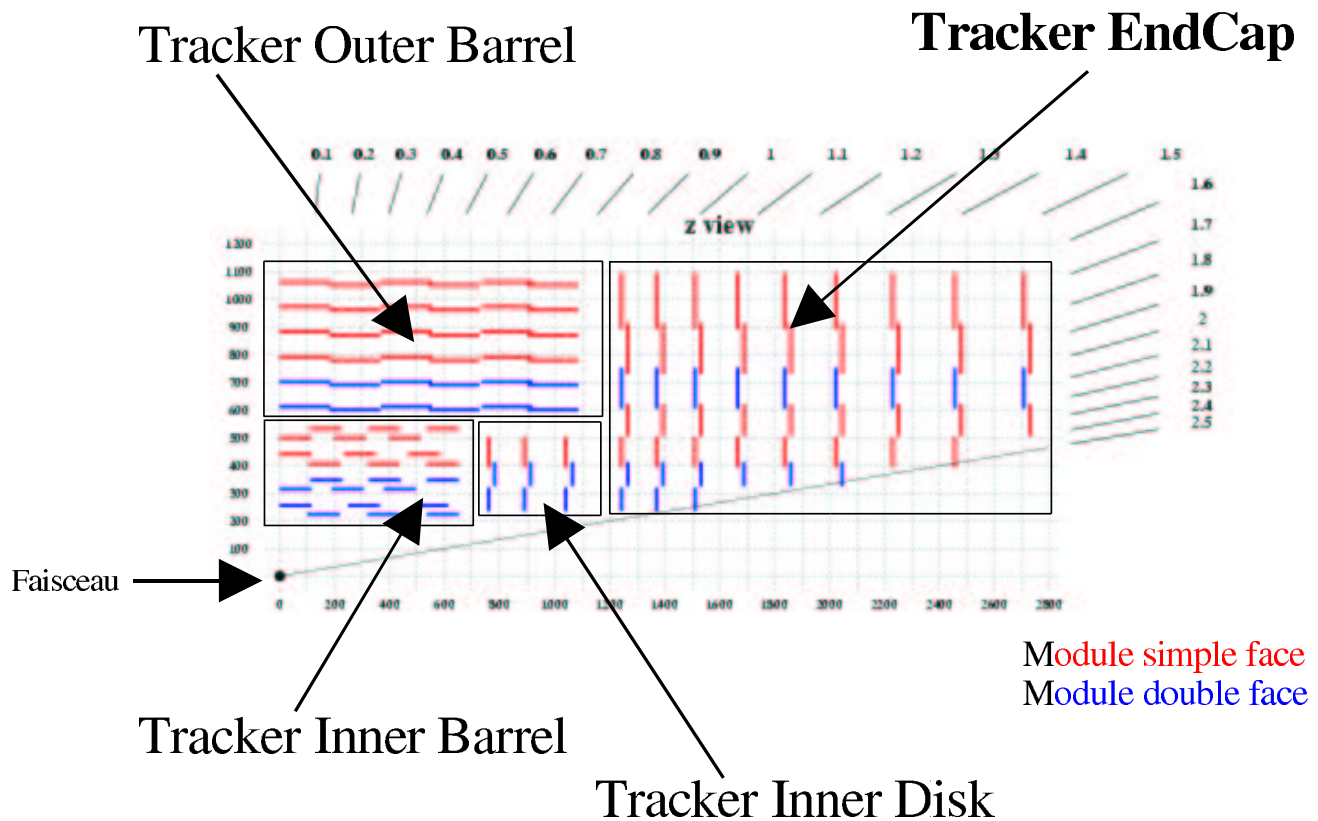 Tracker Outer Barrel
Tracker EndCap
0.1 0.2 0.3 0.4 0.5 0.6 0.7 0.8 0.9 1 1.1 1.2 1.3 1.4 1.5
1.6
1.7
1.8
1.9
2
2.1
2.2
2.3
2.4
2.5
z view
1200
1100
1000
900
800
700
600
500
400
300
200
100
Faisceau
0 200 400 600 800 1000 1200 1400 1600 1800 2000 2200 2400 2600 2800
Module simple face
Module double face
Tracker Inner Barrel
Tracker Inner Disk